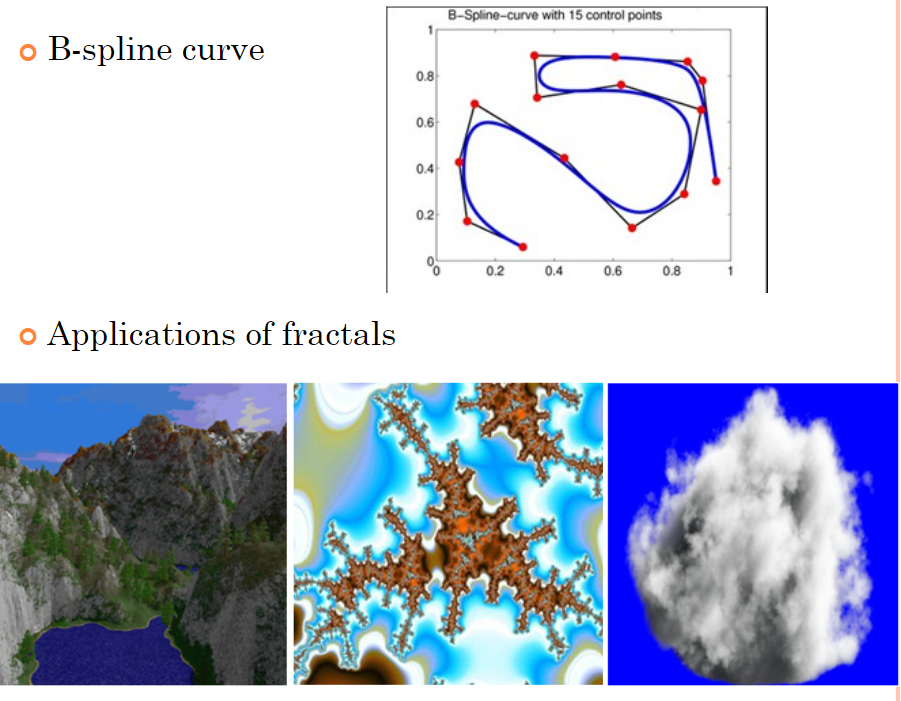 B-spline curve
B−Spline−curve with 15 control points
1
0.8
0.6
0.4
0.2
0
0 0.2 0.4 0.6 0.8 1
Applications of fractals